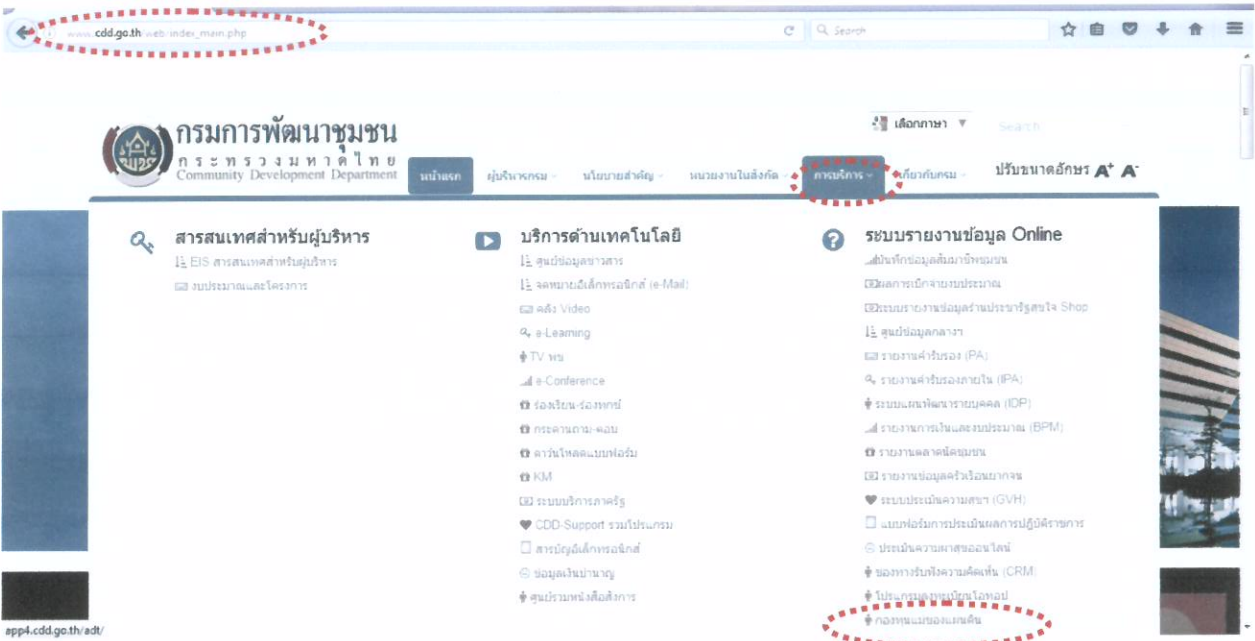 www.cdd.go.th/web/index_main.php
Search
เลือกภาษา
Search
กรมการพัฒนาชุมชน
กระทรวงมหาดไทย
Community Development Department
หน้าแรก ผู้บริหารกรม นโยบายสำคัญ หน่วยงานในสังกัด การบริการ เกี่ยวกับกรม ปรับขนาดอักษร A+ A-
สารสนเทศสำหรับผู้บริหาร
EIS สารสนเทศสำหรับผู้บริหาร
งบประมาณและโครงการ
บริการด้านเทคโนโลยี
ศูนย์ข้อมูลข่าวสาร
จดหมายอิเล็กทรอนิกส์ (e-Mail)
คลัง Video
e-Learning
TV พช
e-Conference
ร้องเรียน-ร้องทุกข์
กระดานถาม-ตอบ
ดาวน์โหลดแบบฟอร์ม
KM
ระบบบริการภาครัฐ
CDD-Support รวมโปรแกรม
สารบัญอิเล็กทรอนิกส์
ข้อมูลเงินบำนาญ
ศูนย์รวมหนังสือสั่งการ
ระบบรายงานข้อมูล Online
บันทึกข้อมูลสัมมาชีพชุมชน
ผลการเบิกจ่ายงบประมาณ
ระบบรายงานข้อมูลร้านประชารัฐสุขใจ Shop
ศูนย์ข้อมูลกลางฯ
รายงานคำรับรอง (PA)
รายงานคำรับรองภายใน (IPA)
ระบบแผนพัฒนารายบุคคล (IDP)
รายงานการเงินและงบประมาณ (BPM)
รายงานตลาดนัดชุมชน
รายงานข้อมูลครัวเรือนยากจน
ระบบประเมินความสุขฯ (GVH)
แบบฟอร์มการประเมินผลการปฏิบัติราชการ
ประเมินความผาสุขออนไลน์
ช่องทางรับฟังความคิดเห็น (CRM)
โปรแกรมลงทะเบียนโอทอป
กองทุนแม่ของแผ่นดิน
app4.cdd.go.th/adt/